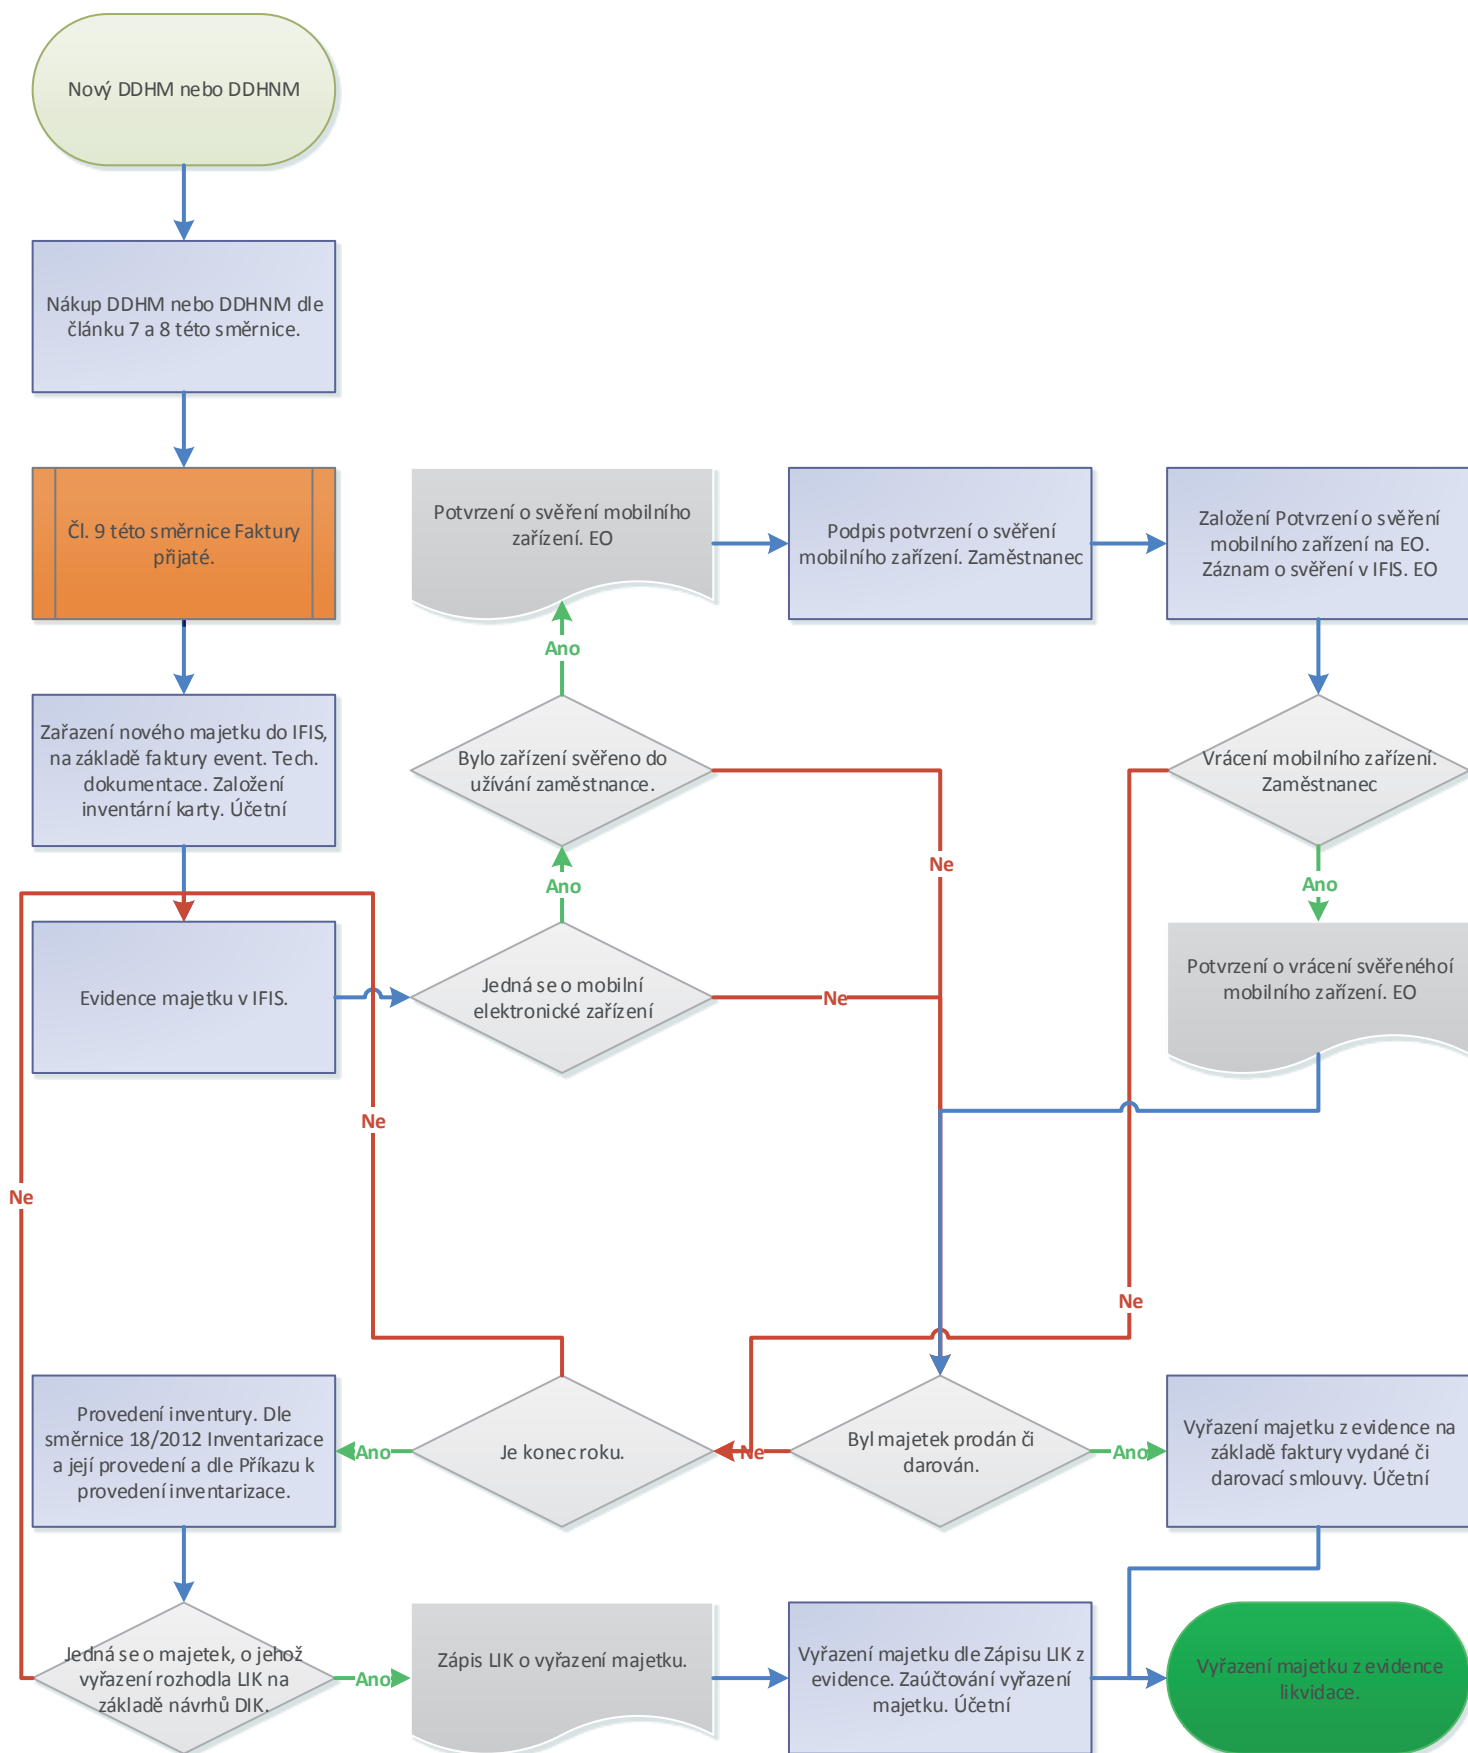 Nový DDHM nebo DDHNM
Nákup DDHM nebo DDHNM dle
článku 7 a 8 této směrnice.
Čl. 9 této směrnice Faktury
přijaté.
Zařazení nového majetku do IFIS,
na základě faktury event. Tech.
dokumentace. Založení
inventární karty. Účetní
Evidence majetku v IFIS.
Jedná se o mobilní
elektronické zařízení
Ano
Ne
Bylo zařízení svěřeno do
užívání zaměstnance.
Ano
Ne
Potvrzení o svěření mobilního
zařízení. EO
Podpis potvrzení o svěření
mobilního zařízení. Zaměstnanec
Založení Potvrzení o svěření
mobilního zařízení na EO.
Záznam o svěření v IFIS. EO
Vrácení mobilního zařízení.
Zaměstnanec
Ano
Ne
Potvrzení o vrácení svěřenéhoí
mobilního zařízení. EO
Byl majetek prodán či
darován.
Ano
Ne
Vyřazení majetku z evidence na
základě faktury vydané či
darovací smlouvy. Účetní
Je konec roku.
Ano
Ne
Provedení inventury. Dle
směrnice 18/2012 Inventarizace
a její provedení a dle Příkazu k
provedení inventarizace.
Jedná se o majetek, o jehož
vyřazení rozhodla LIK na
základě návrhů DIK.
Ne
Ano
Zápis LIK o vyřazení majetku.
Vyřazení majetku dle Zápisu LIK z
evidence. Zaúčtování vyřazení
majetku. Účetní
Vyřazení majetku z evidence
likvidace.